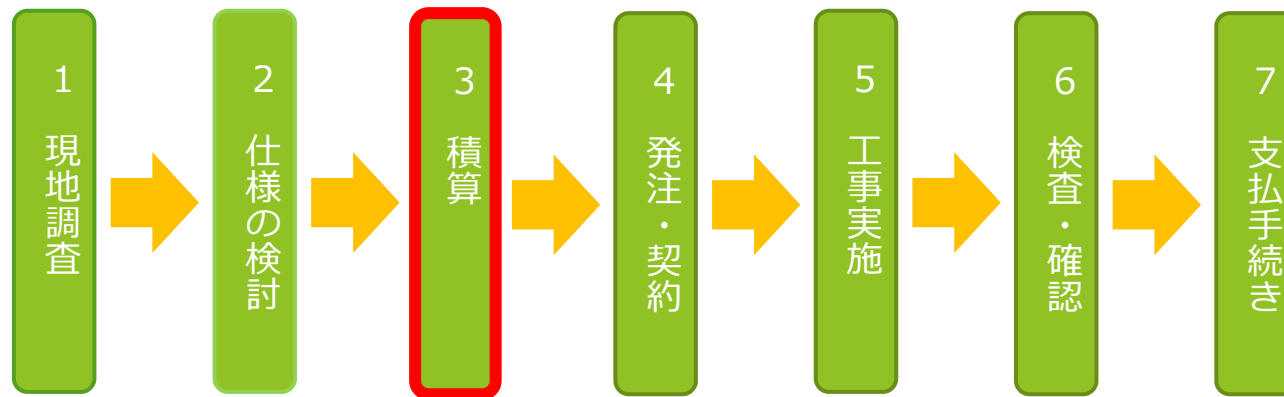 1 現地調査
2 仕様の検討
3 積算
4 発注・契約
5 工事実施
6 検査・確認
7 支払手続き